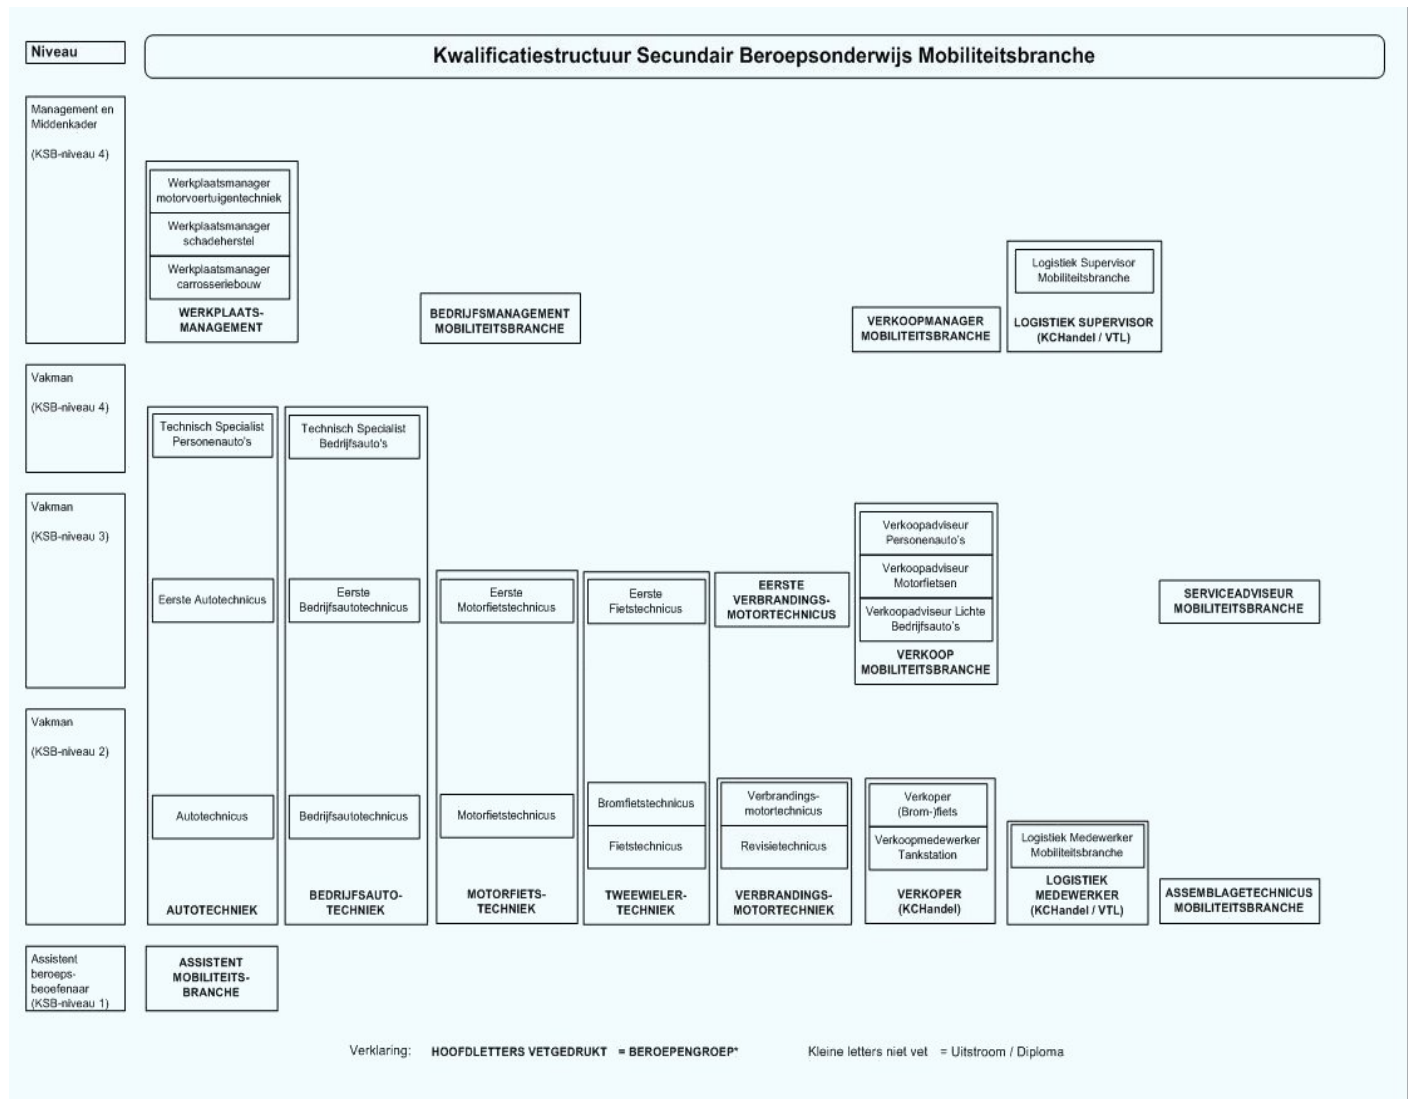 Niveau
Kwalificatiestructuur Secundair Beroepsonderwijs Mobiliteitsbranche
Management en
Middenkader
(KSB-niveau 4)
Werkplaatsmanager
motorvoertuigentechniek
Werkplaatsmanager
schadeherstel
Werkplaatsmanager
carrosseriebouw
WERKPLAATS-
MANAGEMENT
BEDRIJFSMANAGEMENT
MOBILITEITSBRANCHE
VERKOOPMANAGER
MOBILITEITSBRANCHE
Logistiek Supervisor
Mobiliteitsbranche
LOGISTIEK SUPERVISOR
(KCHandel / VTL)
Vakman
(KSB-niveau 4)
Technisch Specialist
Personenauto's
Technisch Specialist
Bedrijfsauto's
Vakman
(KSB-niveau 3)
Eerste Autotechnicus
Eerste
Bedrijfsautotechnicus
Eerste
Motorfietstechnicus
Eerste
Fietstechnicus
EERSTE
VERBRANDINGS-
MOTORTECHNICUS
Verkoopadviseur
Personenauto's
Verkoopadviseur
Motorfietsen
Verkoopadviseur Lichte
Bedrijfsauto's
VERKOOP
MOBILITEITSBRANCHE
SERVICEADVISEUR
MOBILITEITSBRANCHE
Vakman
(KSB-niveau 2)
Autotechnicus
Bedrijfsautotechnicus
Motorfietstechnicus
Bromfietstechnicus
Fietstechnicus
Verbrandings-
motortechnicus
Revisietechnicus
Verkoper
(Brom-)fiets
Verkoopmedewerker
Tankstation
Logistiek Medewerker
Mobiliteitsbranche
AUTOTECHNIEK
BEDRIJFSAUTO-
TECHNIEK
MOTORFIETS-
TECHNIEK
TWEEWIELER-
TECHNIEK
VERBRANDINGS-
MOTORTECHNIEK
VERKOPER
(KCHandel)
LOGISTIEK
MEDEWERKER
(KCHandel / VTL)
ASSEMBLAGETECHNICUS
MOBILITEITSBRANCHE
Assistent
beroeps-
beoefenaar
(KSB-niveau 1)
ASSISTENT
MOBILITEITS-
BRANCHE
Verklaring: HOOFDLETTERS VETGEDRUKT = BEROEPENGROEP* Kleine letters niet vet = Uitstroom / Diploma